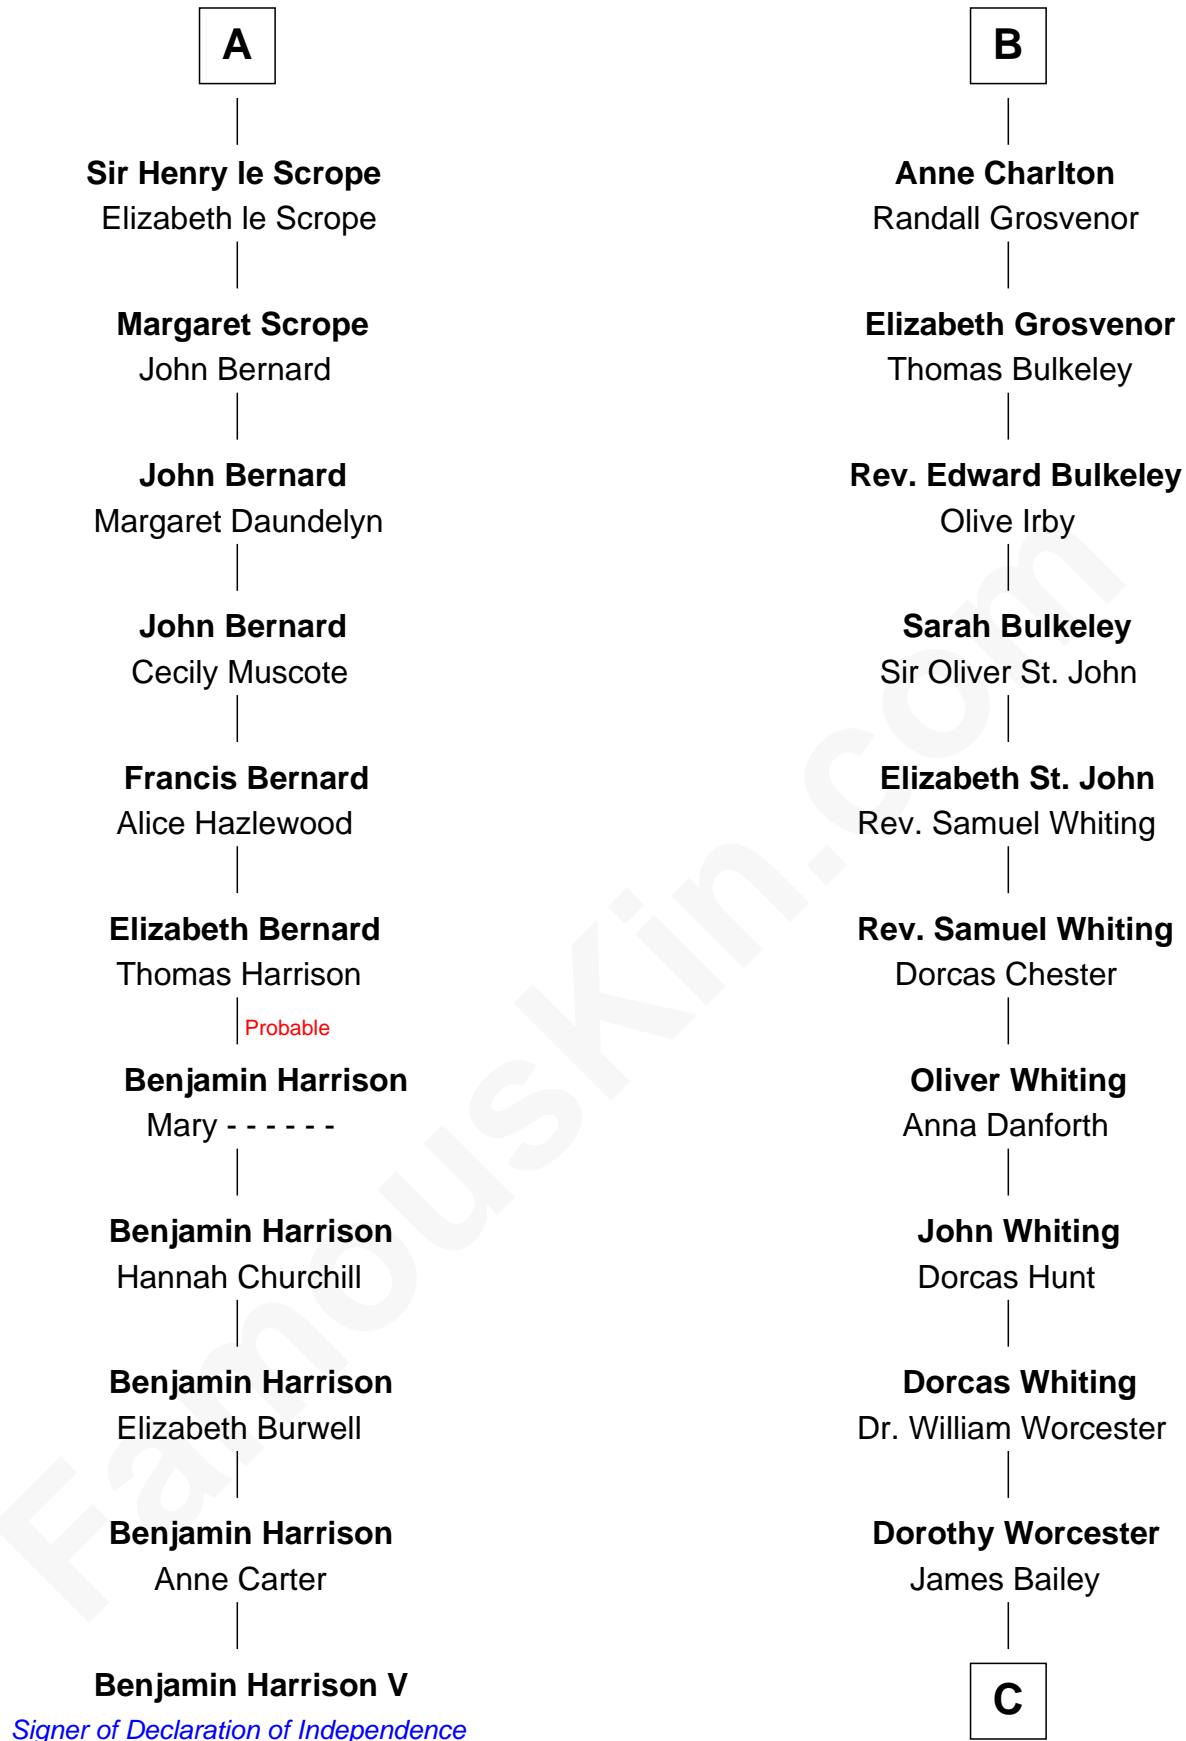 A
Sir Henry le Scrope
Elizabeth le Scrope
Margaret Scrope
John Bernard
John Bernard
Margaret Daundelyn
John Bernard
Cecily Muscote
Francis Bernard
Alice Hazlewood
Elizabeth Bernard
Thomas Harrison
Probable
Benjamin Harrison
Mary - - - - - -
Benjamin Harrison
Hannah Churchill
Benjamin Harrison
Elizabeth Burwell
Benjamin Harrison
Anne Carter
Benjamin Harrison V
Signer of Declaration of Independence
B
Anne Charlton
Randall Grosvenor
Elizabeth Grosvenor
Thomas Bulkeley
Rev. Edward Bulkeley
Olive Irby
Sarah Bulkeley
Sir Oliver St. John
Elizabeth St. John
Rev. Samuel Whiting
Rev. Samuel Whiting
Dorcas Chester
Oliver Whiting
Anna Danforth
John Whiting
Dorcas Hunt
Dorcas Whiting
Dr. William Worcester
Dorothy Worcester
James Bailey
C
FamousKin.com